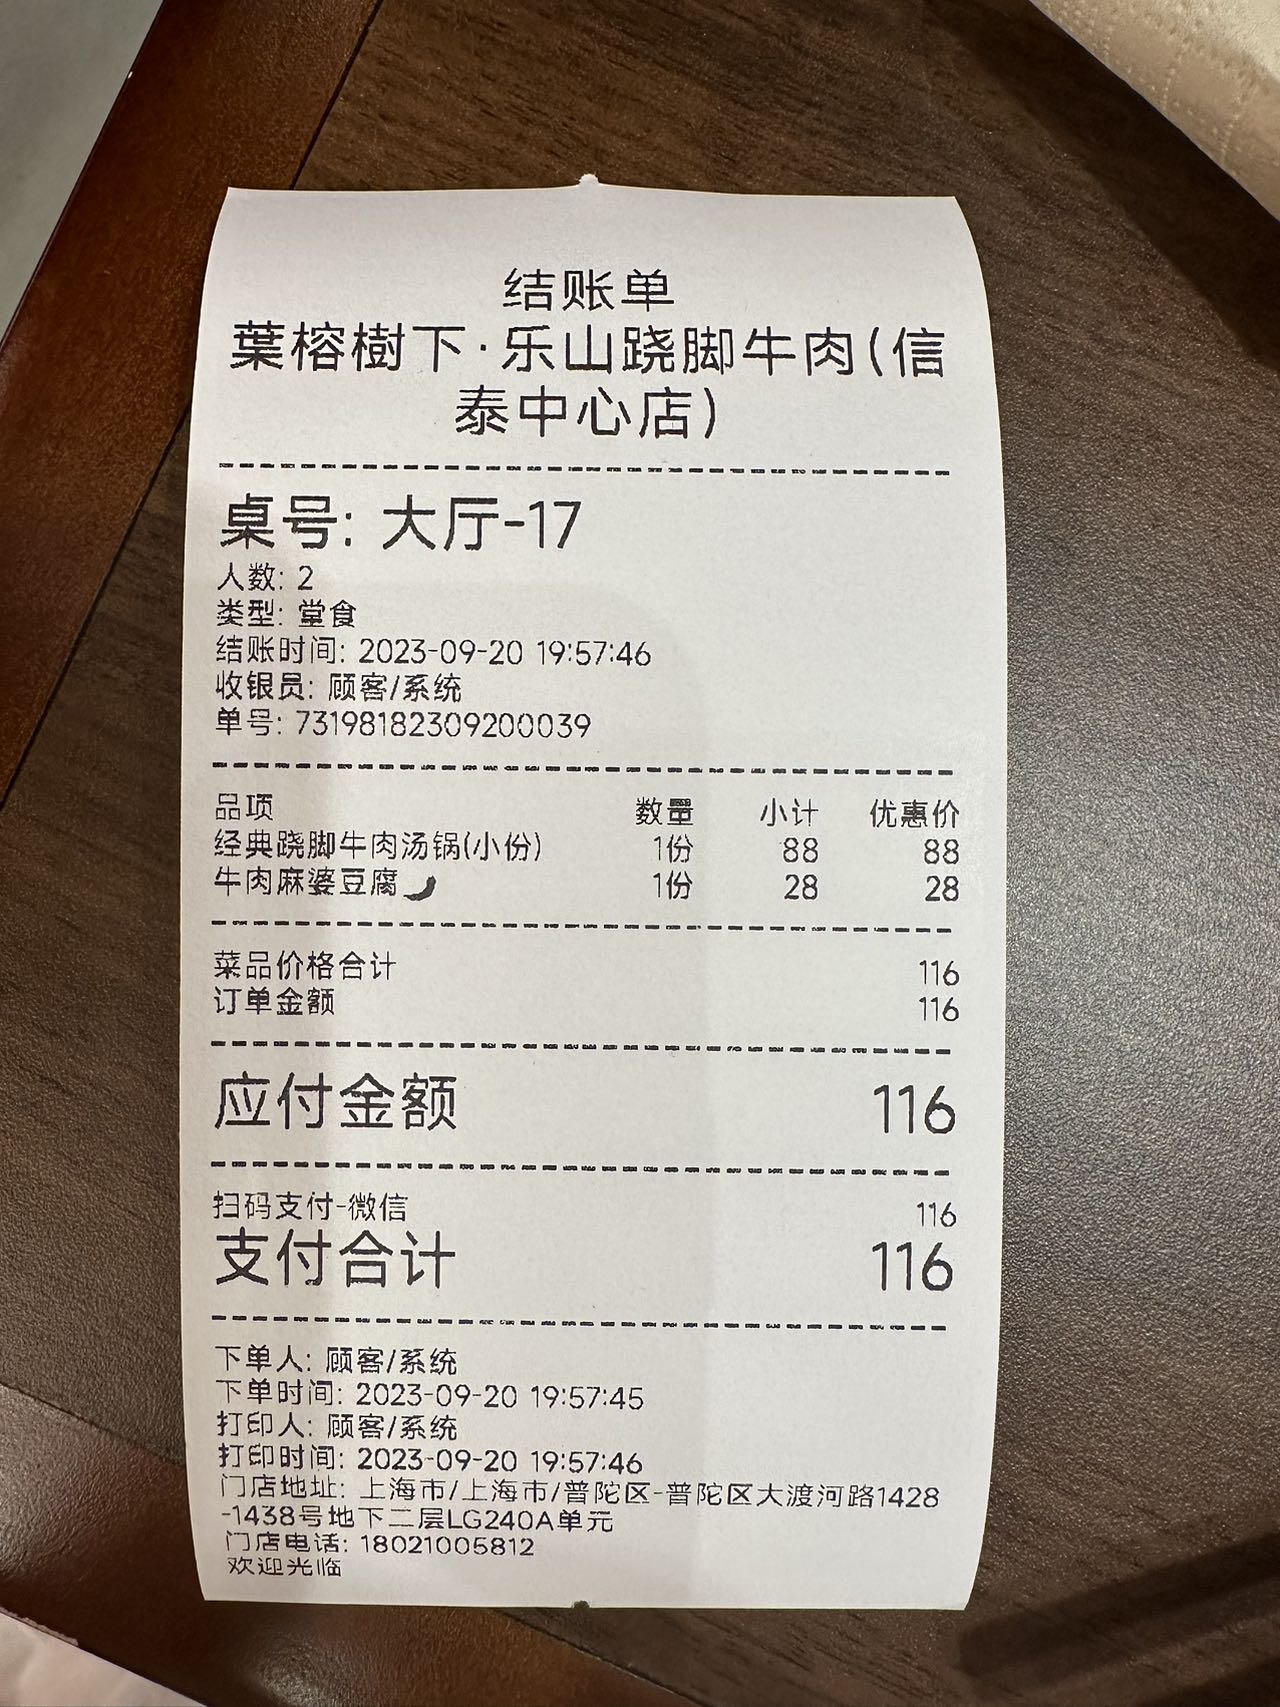 结账单
葉榕樹下·乐山跷脚牛肉(信
泰中心店)
桌号: 大厅-17
人数: 2
类型: 堂食
结账时间: 2023-09-20 19:57:46
收银员: 顾客/系统
单号: 73198182309200039
品项 数量 小计 优惠价
经典跷脚牛肉汤锅(小份) 1份 88 88
牛肉麻婆豆腐 1份 28 28
菜品价格合计 116
订单金额 116
应付金额 116
扫码支付-微信 116
支付合计 116
下单人: 顾客/系统
下单时间: 2023-09-20 19:57:45
打印人: 顾客/系统
打印时间: 2023-09-20 19:57:46
门店地址: 上海市/上海市/普陀区-普陀区大渡河路1428
-1438号地下二层LG240A单元
门店电话: 18021005812
欢迎光临